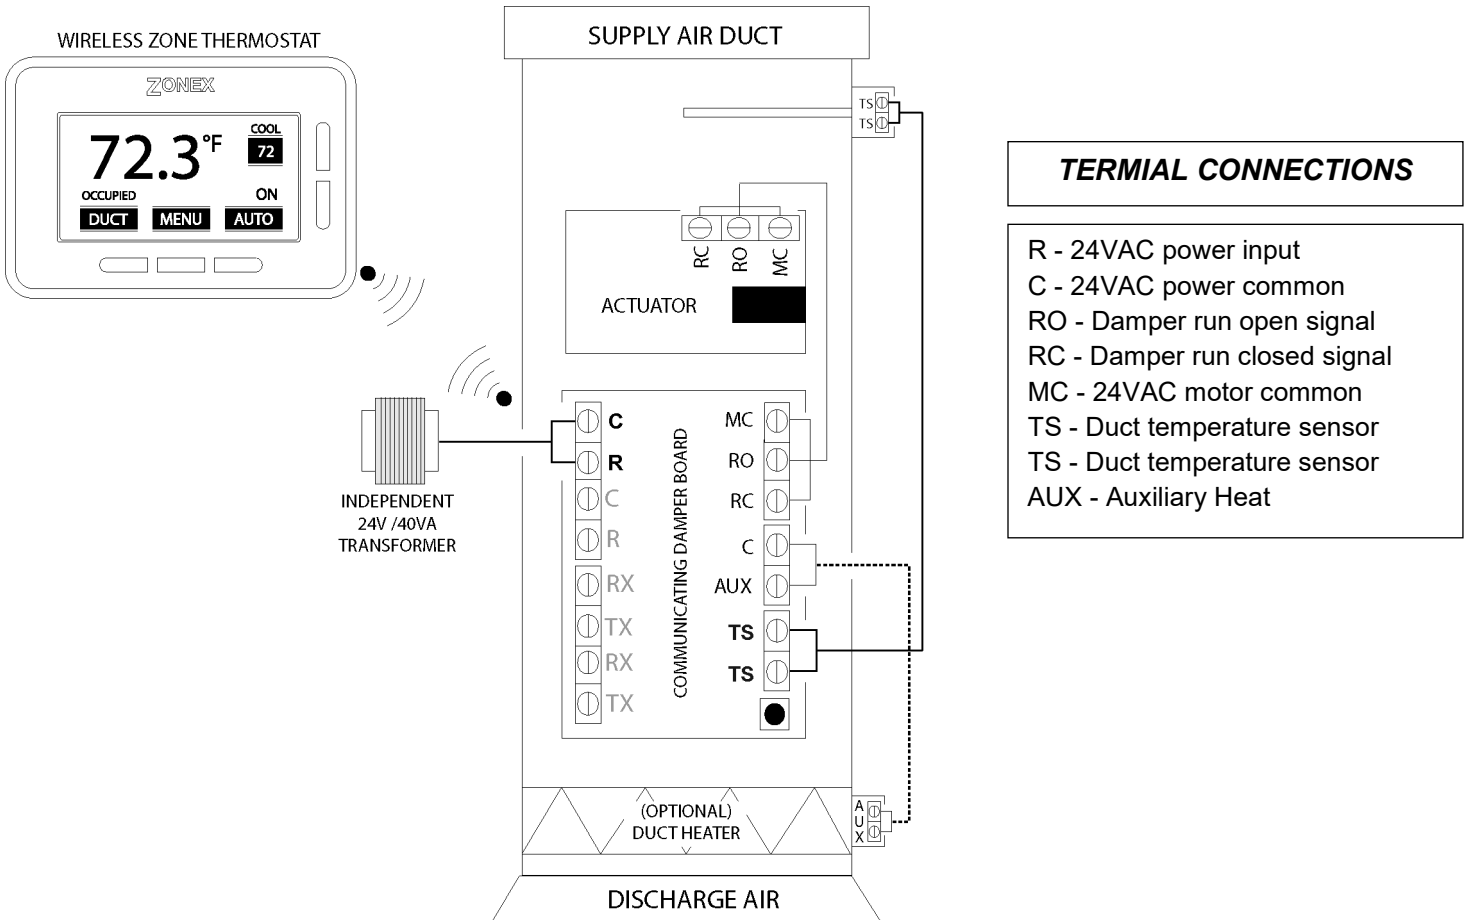 WIRELESS ZONE THERMOSTAT
ZONEX
72.3°F
COOL
72
OCCUPIED
ON
DUCT
MENU
AUTO
SUPPLY AIR DUCT
TS
TS
RC
RO
MC
ACTUATOR
INDEPENDENT
24V /40VA
TRANSFORMER
C
R
C
R
RX
TX
RX
TX
COMMUNICATING DAMPER BOARD
MC
RO
RC
C
AUX
TS
TS
(OPTIONAL)
DUCT HEATER
AUX
DISCHARGE AIR
TERMIAL CONNECTIONS
R - 24VAC power input
C - 24VAC power common
RO - Damper run open signal
RC - Damper run closed signal
MC - 24VAC motor common
TS - Duct temperature sensor
TS - Duct temperature sensor
AUX - Auxiliary Heat